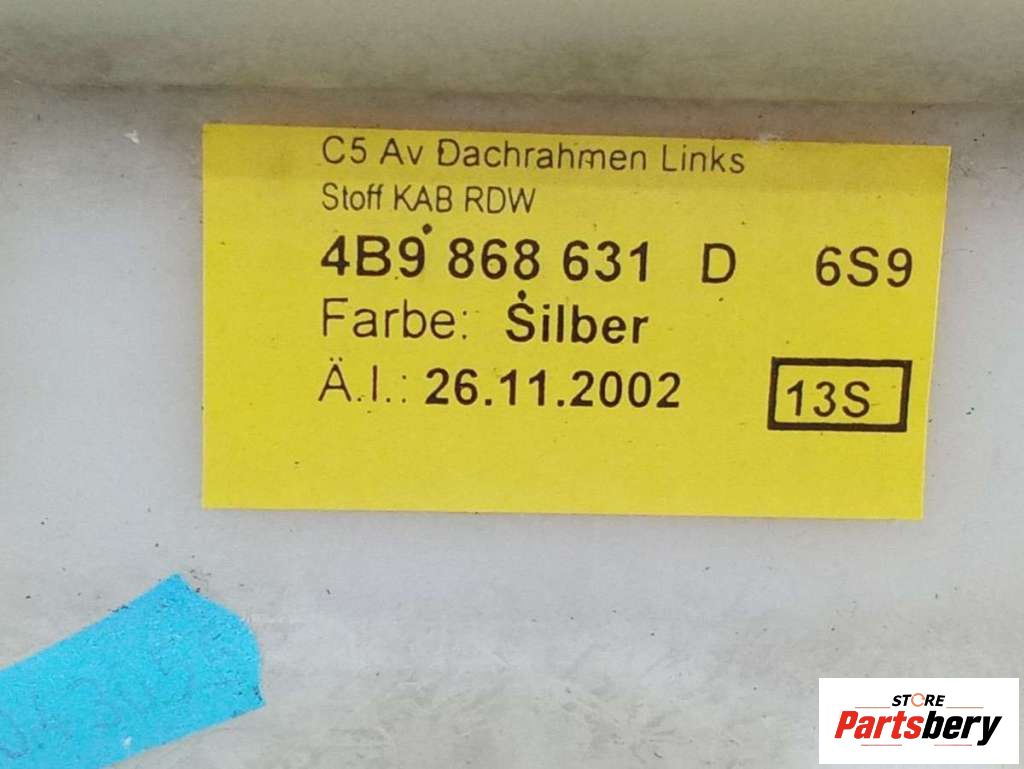 C5 Av Dachrahmen Links
Stoff KAB RDW
4B9 868 631 D 6S9
Farbe: Silber
Ä.I.: 26.11.2002
13S
STORE
Partsbery